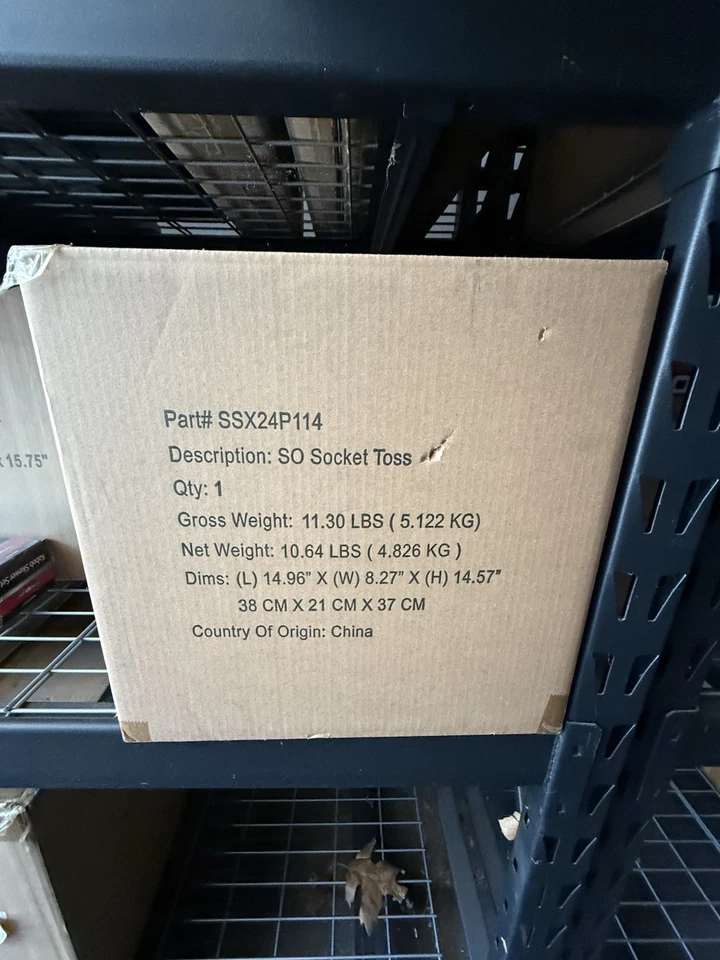 Part# SSX24P114
Description: SO Socket Toss
Qty: 1
Gross Weight: 11.30 LBS ( 5.122 KG)
Net Weight: 10.64 LBS ( 4.826 KG )
Dims: (L) 14.96" X (W) 8.27" X (H) 14.57"
38 CM X 21 CM X 37 CM
Country Of Origin: China
x 15.75"